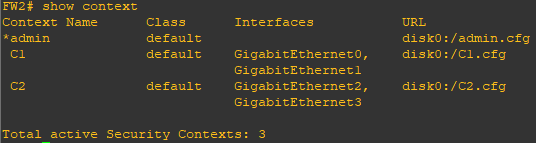 FW2# show context
Context Name      Class      Interfaces           URL
*admin            default                         disk0:/admin.cfg
 C1               default    GigabitEthernet0,    disk0:/C1.cfg
                             GigabitEthernet1
 C2               default    GigabitEthernet2,    disk0:/C2.cfg
                             GigabitEthernet3
Total active Security Contexts: 3